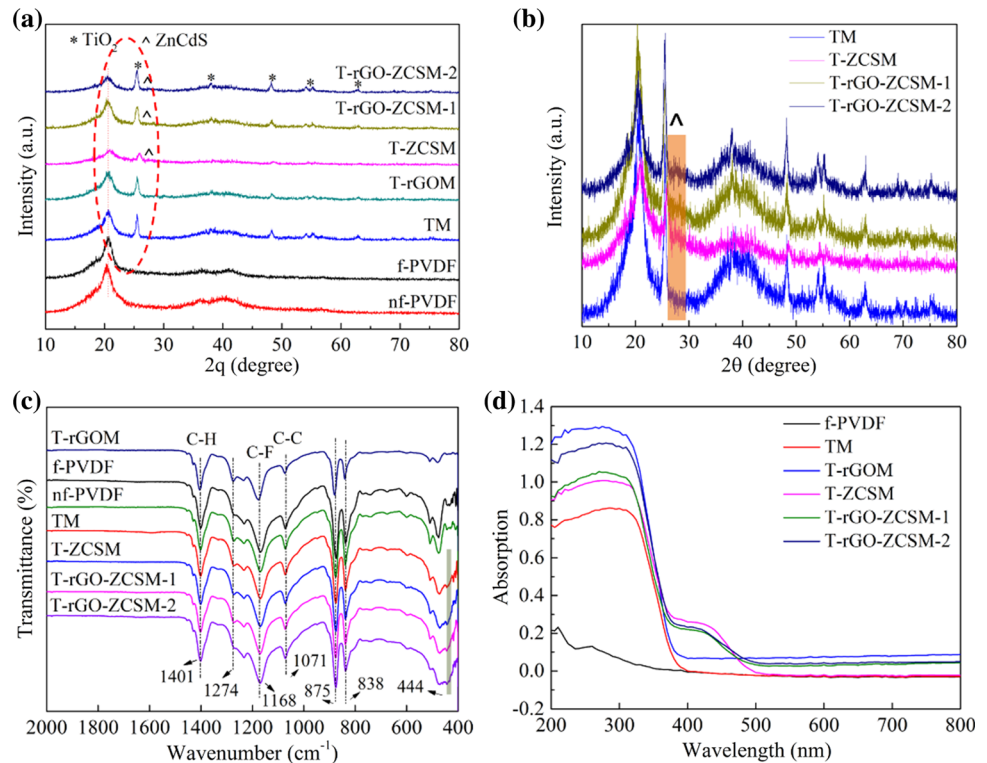 (a)
* TiO2 ^ ZnCdS
*
*
*
*
*
^
^
^
T-rGO-ZCSM-2
T-rGO-ZCSM-1
T-ZCSM
T-rGOM
TM
f-PVDF
nf-PVDF
Intensity (a.u.)
10 20 30 40 50 60 70 80
2q (degree)
(b)
TM
T-ZCSM
T-rGO-ZCSM-1
T-rGO-ZCSM-2
^
Intensity (a.u.)
10 20 30 40 50 60 70 80
2θ (degree)
(c)
T-rGOM
f-PVDF
nf-PVDF
TM
T-ZCSM
T-rGO-ZCSM-1
T-rGO-ZCSM-2
C-H
C-F
C-C
1401
1274
1168
1071
875
838
444
Transmittance (%)
2000 1800 1600 1400 1200 1000 800 600 400
Wavenumber (cm-1)
(d)
f-PVDF
TM
T-rGOM
T-ZCSM
T-rGO-ZCSM-1
T-rGO-ZCSM-2
1.4
1.2
1.0
0.8
0.6
0.4
0.2
0.0
-0.2
Absorption
200 300 400 500 600 700 800
Wavelength (nm)